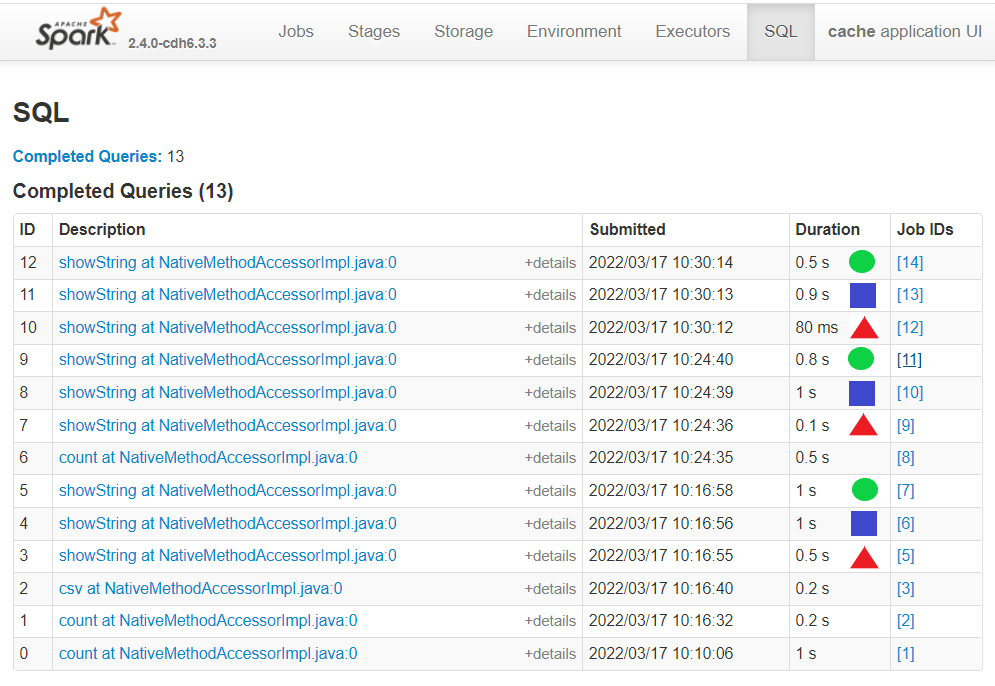 APACHE
Spark 2.4.0-cdh6.3.3 Jobs Stages Storage Environment Executors SQL cache application UI
SQL
Completed Queries: 13
Completed Queries (13)
ID Description Submitted Duration Job IDs
12 showString at NativeMethodAccessorImpl.java:0 +details 2022/03/17 10:30:14 0.5 s [14]
11 showString at NativeMethodAccessorImpl.java:0 +details 2022/03/17 10:30:13 0.9 s [13]
10 showString at NativeMethodAccessorImpl.java:0 +details 2022/03/17 10:30:12 80 ms [12]
9 showString at NativeMethodAccessorImpl.java:0 +details 2022/03/17 10:24:40 0.8 s [11]
8 showString at NativeMethodAccessorImpl.java:0 +details 2022/03/17 10:24:39 1 s [10]
7 showString at NativeMethodAccessorImpl.java:0 +details 2022/03/17 10:24:36 0.1 s [9]
6 count at NativeMethodAccessorImpl.java:0 +details 2022/03/17 10:24:35 0.5 s [8]
5 showString at NativeMethodAccessorImpl.java:0 +details 2022/03/17 10:16:58 1 s [7]
4 showString at NativeMethodAccessorImpl.java:0 +details 2022/03/17 10:16:56 1 s [6]
3 showString at NativeMethodAccessorImpl.java:0 +details 2022/03/17 10:16:55 0.5 s [5]
2 csv at NativeMethodAccessorImpl.java:0 +details 2022/03/17 10:16:40 0.2 s [3]
1 count at NativeMethodAccessorImpl.java:0 +details 2022/03/17 10:16:32 0.2 s [2]
0 count at NativeMethodAccessorImpl.java:0 +details 2022/03/17 10:10:06 1 s [1]